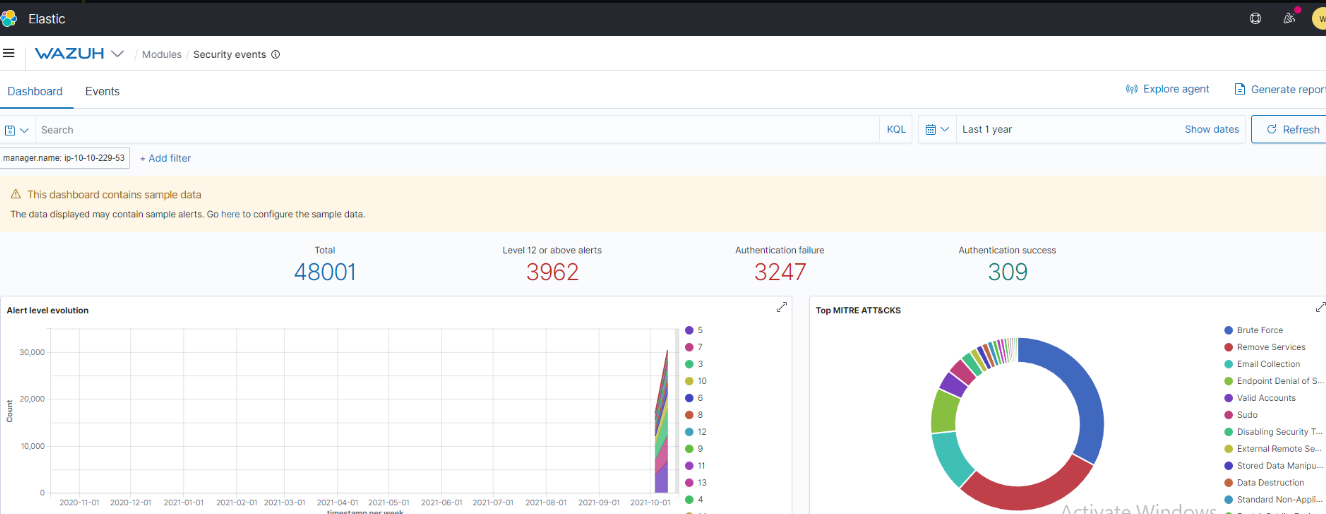 Elastic
W
WAZUH / Modules / Security events
Dashboard Events Explore agent Generate report
Search KQL Last 1 year Show dates Refresh
manager.name: ip-10-10-229-53 + Add filter
This dashboard contains sample data
The data displayed may contain sample alerts. Go here to configure the sample data.
Total Level 12 or above alerts Authentication failure Authentication success
48001 3962 3247 309
Alert level evolution
30,000
20,000
10,000
0
Count
2020-11-01 2020-12-01 2021-01-01 2021-02-01 2021-03-01 2021-04-01 2021-05-01 2021-06-01 2021-07-01 2021-08-01 2021-09-01 2021-10-01
timestamp per week
5
7
3
10
6
8
12
9
11
13
4
Top MITRE ATT&CKS
Brute Force
Remove Services
Email Collection
Endpoint Denial of S...
Valid Accounts
Sudo
Disabling Security T...
External Remote Se...
Stored Data Manipu...
Data Destruction
Standard Non-Appli...
Activate Windows